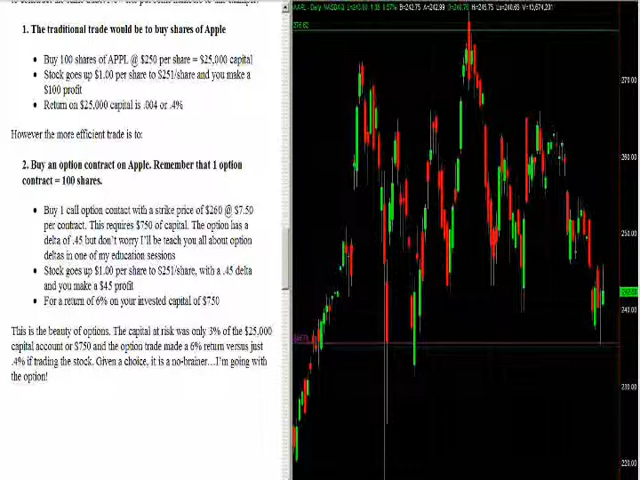 1. The traditional trade would be to buy shares of Apple
Buy 100 shares of APPL @ $250 per share = $25,000 capital
Stock goes up $1.00 per share to $251/share and you make a
$100 profit
Return on $25,000 capital is .004 or .4%
However the more efficient trade is to:
2. Buy an option contract on Apple. Remember that 1 option
contract = 100 shares.
Buy 1 call option contact with a strike price of $260 @ $7.50
per contract. This requires $750 of capital. The option has a
delta of .45 but don't worry I'll be teach you all about option
deltas in one of my education sessions
Stock goes up $1.00 per share to $251/share, with a .45 delta
and you make a $45 profit
For a return of 6% on your invested capital of $750
This is the beauty of options. The capital at risk was only 3% of the $25,000
capital account or $750 and the option trade made a 6% return versus just
.4% if trading the stock. Given a choice, it is a no-brainer…I'm going with
the option!
AAPL - Daily NASDAQ
270.00
250.00
240.00
230.00
220.00